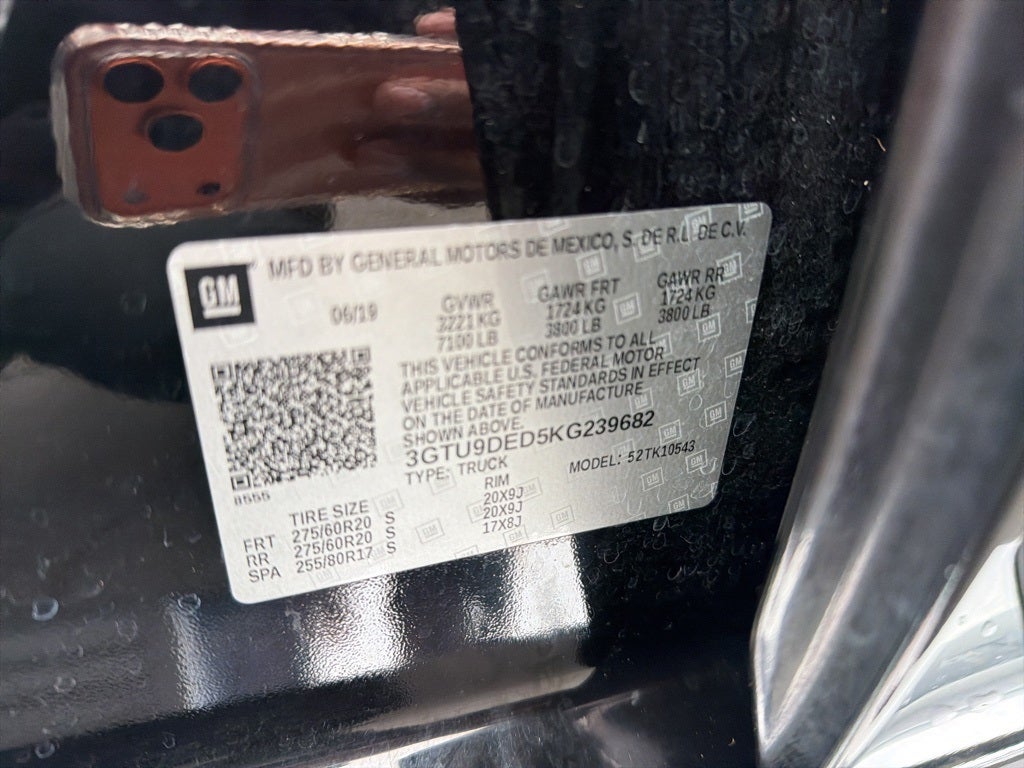 GM
MFD BY GENERAL MOTORS DE MEXICO, S. DE R.L. DE C.V.
06/19
GVWR
3221 KG
7100 LB
GAWR FRT
1724 KG
3800 LB
GAWR RR
1724 KG
3800 LB
THIS VEHICLE CONFORMS TO ALL
APPLICABLE U.S. FEDERAL MOTOR
VEHICLE SAFETY STANDARDS IN EFFECT
ON THE DATE OF MANUFACTURE
SHOWN ABOVE.
3GTU9DED5KG239682
TYPE: TRUCK
MODEL: 52TK10543
8555
TIRE SIZE
RIM
FRT 275/60R20 S 20X9J
RR 275/60R20 S 20X9J
SPA 255/80R17 S 17X8J